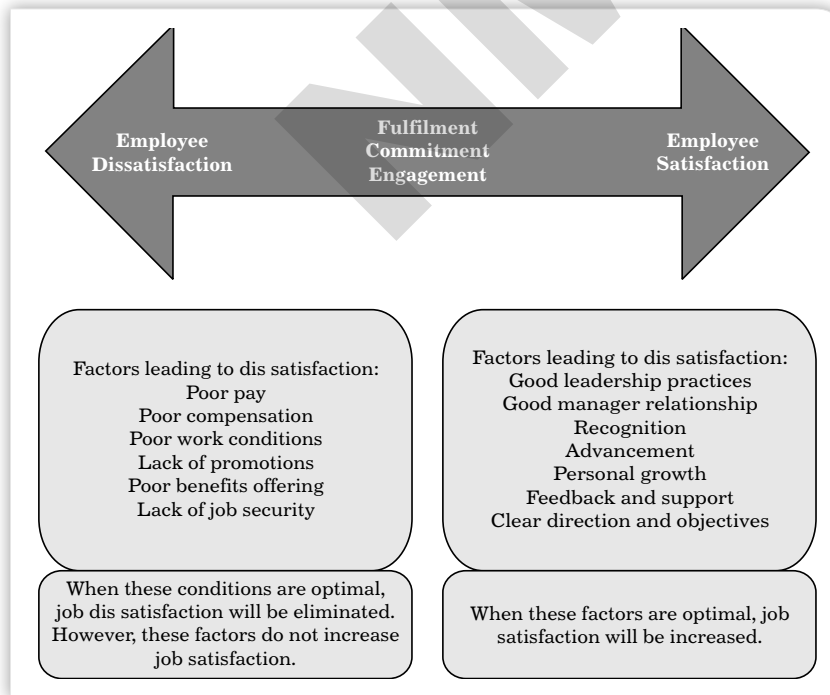 Employee
Dissatisfaction
Fulfilment
Commitment
Engagement
Employee
Satisfaction
Factors leading to dis satisfaction:
Poor pay
Poor compensation
Poor work conditions
Lack of promotions
Poor benefits offering
Lack of job security
When these conditions are optimal,
job dis satisfaction will be eliminated.
However, these factors do not increase
job satisfaction.
Factors leading to dis satisfaction:
Good leadership practices
Good manager relationship
Recognition
Advancement
Personal growth
Feedback and support
Clear direction and objectives
When these factors are optimal, job
satisfaction will be increased.